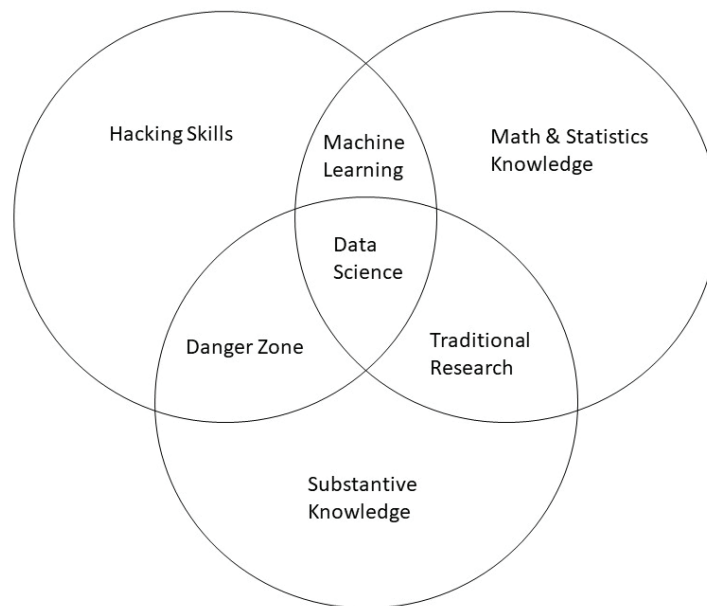 Hacking Skills
Machine
Learning
Math & Statistics
Knowledge
Data
Science
Danger Zone
Traditional
Research
Substantive
Knowledge